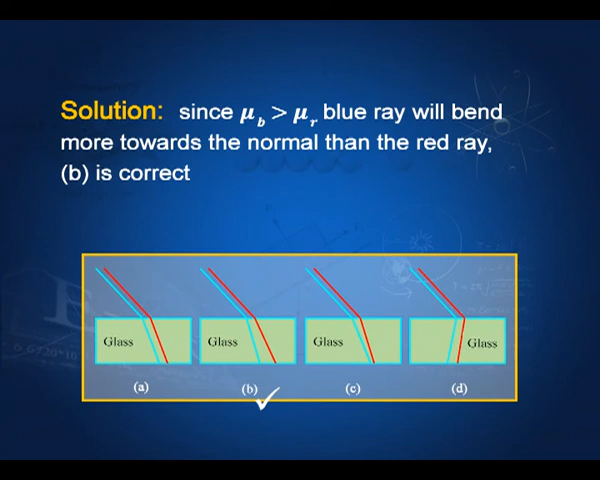 Solution: since μb > μr blue ray will bend
more towards the normal than the red ray,
(b) is correct
Glass Glass Glass Glass
(a) (b) (c) (d)